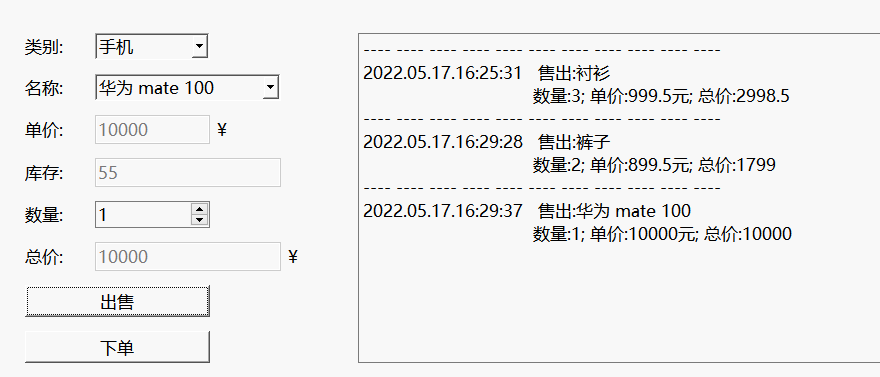 类别: 手机
名称: 华为 mate 100
单价: 10000 ¥
库存: 55
数量: 1
总价: 10000 ¥
出售
下单
---- ---- ---- ---- ---- ---- ---- ---- ---- ---- ----
2022.05.17.16:25:31 售出:衬衫
数量:3; 单价:999.5元; 总价:2998.5
---- ---- ---- ---- ---- ---- ---- ---- ---- ---- ----
2022.05.17.16:29:28 售出:裤子
数量:2; 单价:899.5元; 总价:1799
---- ---- ---- ---- ---- ---- ---- ---- ---- ---- ----
2022.05.17.16:29:37 售出:华为 mate 100
数量:1; 单价:10000元; 总价:10000